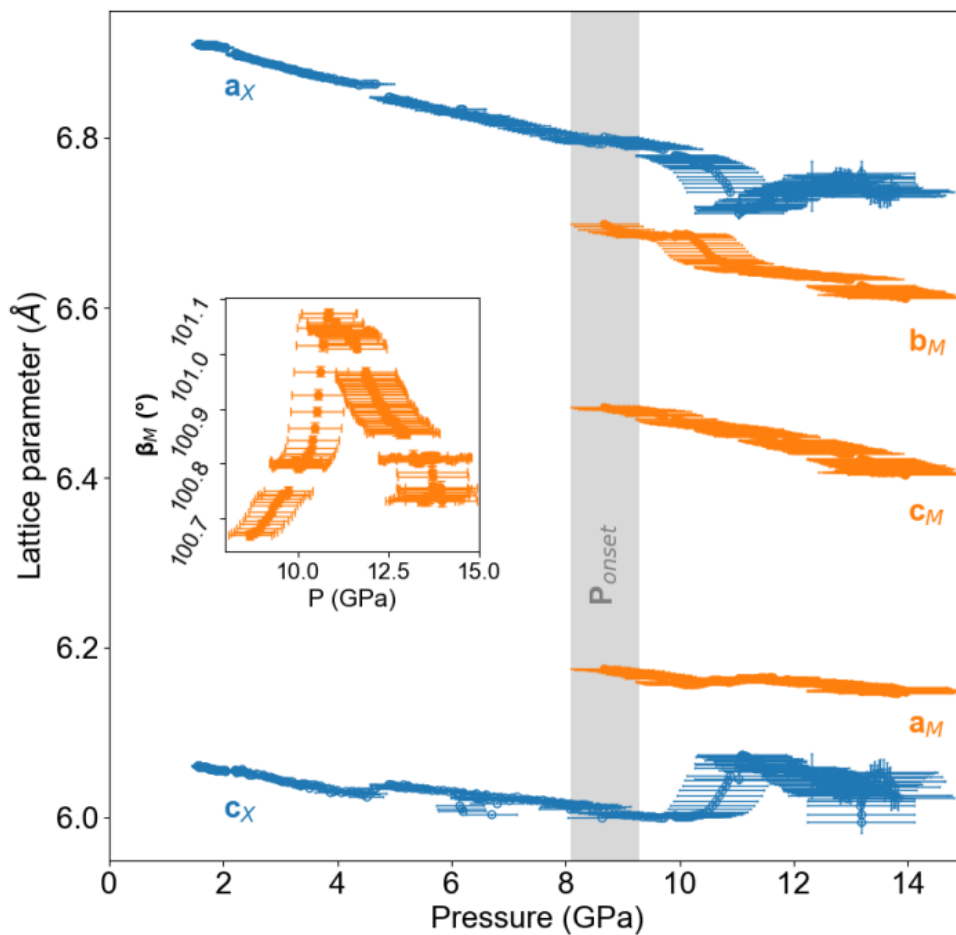 Lattice parameter (Å)
6.8
6.6
6.4
6.2
6.0
a_X
b_M
c_M
P_onset
a_M
c_X
β_M (°)
101.1
101.0
100.9
100.8
100.7
10.0 12.5 15.0
P (GPa)
0 2 4 6 8 10 12 14
Pressure (GPa)